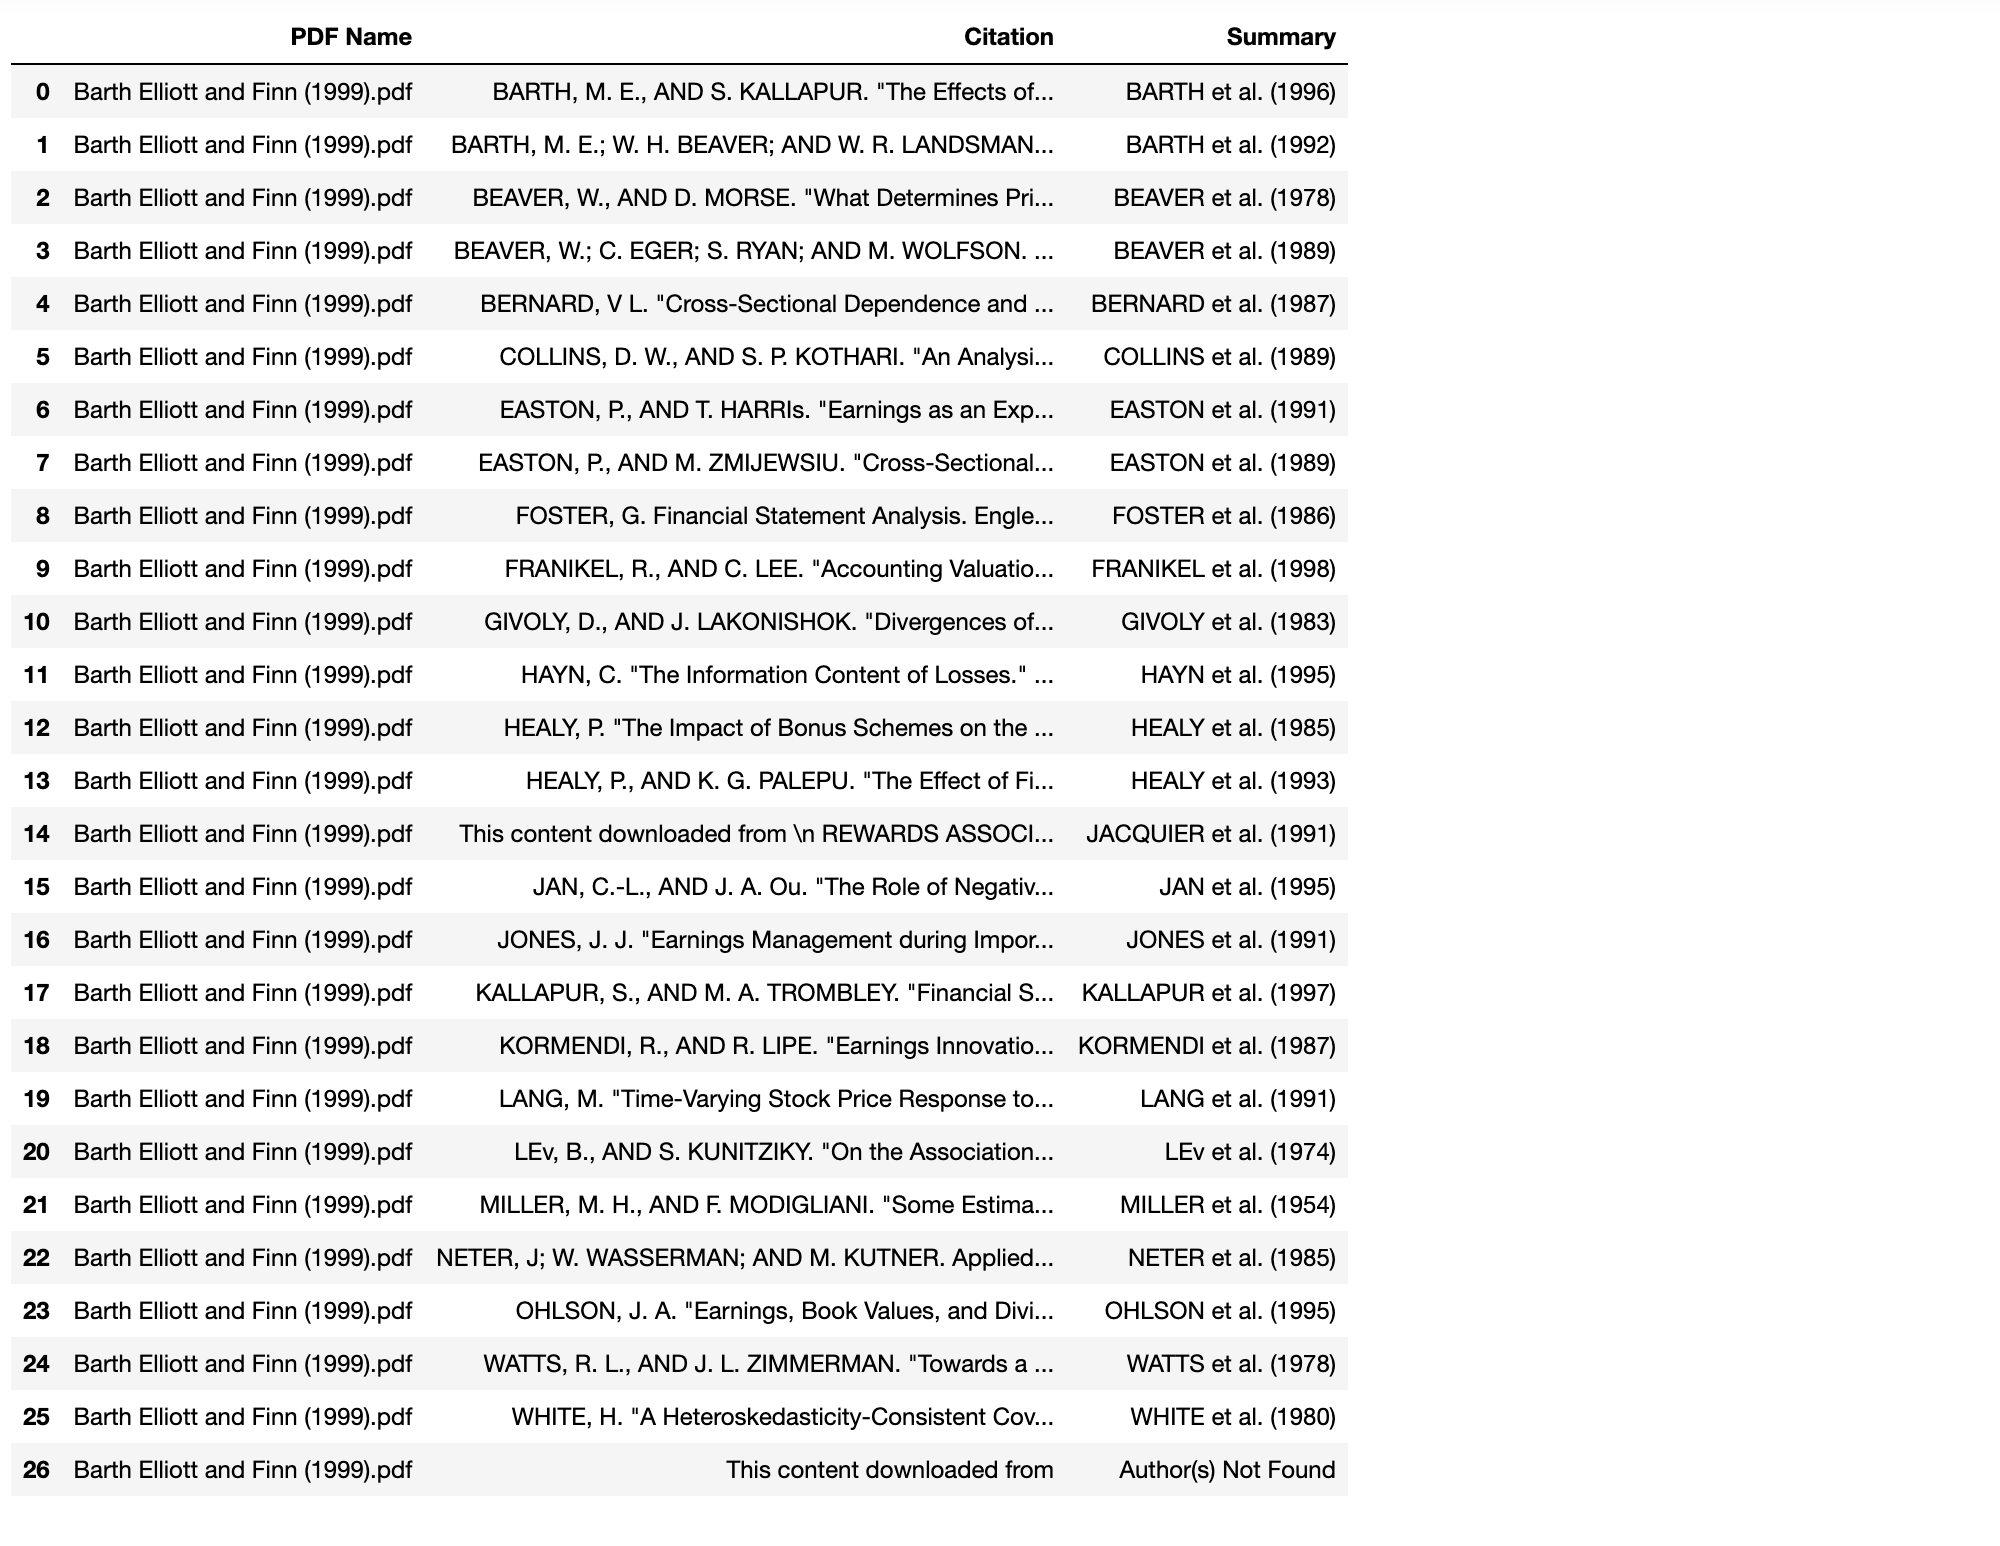 PDF Name Citation Summary
0 Barth Elliott and Finn (1999).pdf BARTH, M. E., AND S. KALLAPUR. "The Effects of... BARTH et al. (1996)
1 Barth Elliott and Finn (1999).pdf BARTH, M. E.; W. H. BEAVER; AND W. R. LANDSMAN... BARTH et al. (1992)
2 Barth Elliott and Finn (1999).pdf BEAVER, W., AND D. MORSE. "What Determines Pri... BEAVER et al. (1978)
3 Barth Elliott and Finn (1999).pdf BEAVER, W.; C. EGER; S. RYAN; AND M. WOLFSON. ... BEAVER et al. (1989)
4 Barth Elliott and Finn (1999).pdf BERNARD, V L. "Cross-Sectional Dependence and ... BERNARD et al. (1987)
5 Barth Elliott and Finn (1999).pdf COLLINS, D. W., AND S. P. KOTHARI. "An Analysi... COLLINS et al. (1989)
6 Barth Elliott and Finn (1999).pdf EASTON, P., AND T. HARRIs. "Earnings as an Exp... EASTON et al. (1991)
7 Barth Elliott and Finn (1999).pdf EASTON, P., AND M. ZMIJEWSIU. "Cross-Sectional... EASTON et al. (1989)
8 Barth Elliott and Finn (1999).pdf FOSTER, G. Financial Statement Analysis. Engle... FOSTER et al. (1986)
9 Barth Elliott and Finn (1999).pdf FRANIKEL, R., AND C. LEE. "Accounting Valuatio... FRANIKEL et al. (1998)
10 Barth Elliott and Finn (1999).pdf GIVOLY, D., AND J. LAKONISHOK. "Divergences of... GIVOLY et al. (1983)
11 Barth Elliott and Finn (1999).pdf HAYN, C. "The Information Content of Losses." ... HAYN et al. (1995)
12 Barth Elliott and Finn (1999).pdf HEALY, P. "The Impact of Bonus Schemes on the ... HEALY et al. (1985)
13 Barth Elliott and Finn (1999).pdf HEALY, P., AND K. G. PALEPU. "The Effect of Fi... HEALY et al. (1993)
14 Barth Elliott and Finn (1999).pdf This content downloaded from \n REWARDS ASSOCI... JACQUIER et al. (1991)
15 Barth Elliott and Finn (1999).pdf JAN, C.-L., AND J. A. Ou. "The Role of Negativ... JAN et al. (1995)
16 Barth Elliott and Finn (1999).pdf JONES, J. J. "Earnings Management during Impor... JONES et al. (1991)
17 Barth Elliott and Finn (1999).pdf KALLAPUR, S., AND M. A. TROMBLEY. "Financial S... KALLAPUR et al. (1997)
18 Barth Elliott and Finn (1999).pdf KORMENDI, R., AND R. LIPE. "Earnings Innovatio... KORMENDI et al. (1987)
19 Barth Elliott and Finn (1999).pdf LANG, M. "Time-Varying Stock Price Response to... LANG et al. (1991)
20 Barth Elliott and Finn (1999).pdf LEv, B., AND S. KUNITZIKY. "On the Association... LEv et al. (1974)
21 Barth Elliott and Finn (1999).pdf MILLER, M. H., AND F. MODIGLIANI. "Some Estima... MILLER et al. (1954)
22 Barth Elliott and Finn (1999).pdf NETER, J; W. WASSERMAN; AND M. KUTNER. Applied... NETER et al. (1985)
23 Barth Elliott and Finn (1999).pdf OHLSON, J. A. "Earnings, Book Values, and Divi... OHLSON et al. (1995)
24 Barth Elliott and Finn (1999).pdf WATTS, R. L., AND J. L. ZIMMERMAN. "Towards a ... WATTS et al. (1978)
25 Barth Elliott and Finn (1999).pdf WHITE, H. "A Heteroskedasticity-Consistent Cov... WHITE et al. (1980)
26 Barth Elliott and Finn (1999).pdf This content downloaded from Author(s) Not Found